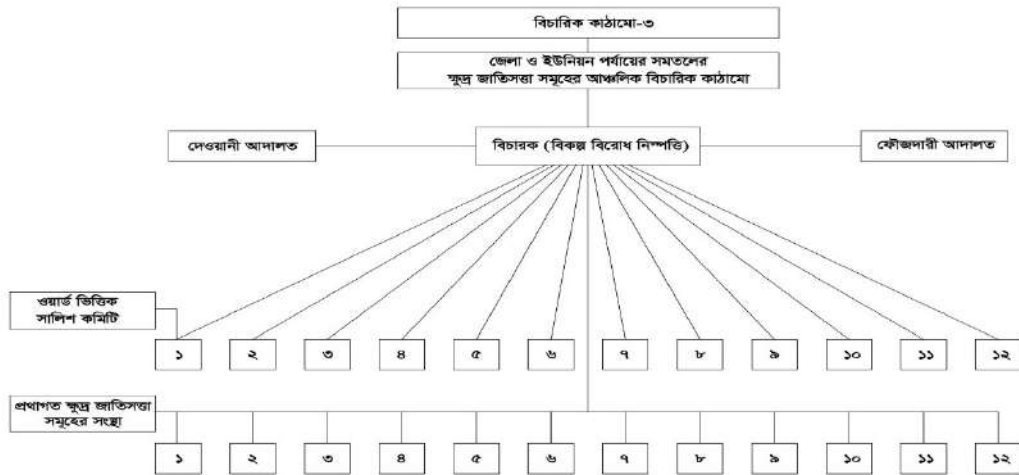 বিচারিক কাঠামো-৩
জেলা ও ইউনিয়ন পর্যায়ের সমতলের
ক্ষুদ্র জাতিসত্তা সমূহের আঞ্চলিক বিচারিক কাঠামো
দেওয়ানী আদালত
বিচারক (বিকল্প বিরোধ নিস্পত্তি)
ফৌজদারী আদালত
ওয়ার্ড ভিত্তিক
সালিশ কমিটি
১ ২ ৩ ৪ ৫ ৬ ৭ ৮ ৯ ১০ ১১ ১২
প্রথাগত ক্ষুদ্র জাতিসত্তা
সমূহের সংস্থা
১ ২ ৩ ৪ ৫ ৬ ৭ ৮ ৯ ১০ ১১ ১২